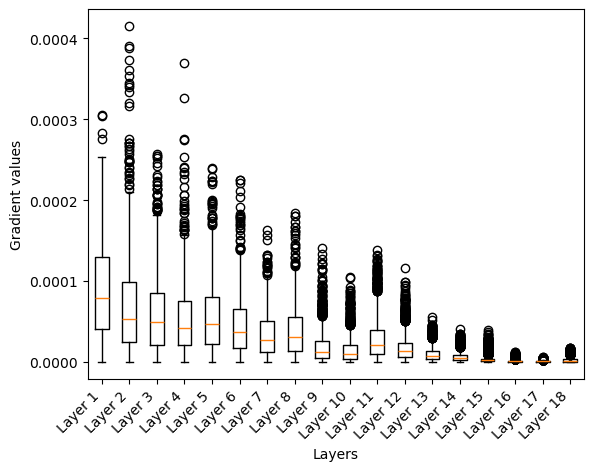 0.0004
0.0003
0.0002
0.0001
0.0000
Gradient values
Layer 1
Layer 2
Layer 3
Layer 4
Layer 5
Layer 6
Layer 7
Layer 8
Layer 9
Layer 10
Layer 11
Layer 12
Layer 13
Layer 14
Layer 15
Layer 16
Layer 17
Layer 18
Layers